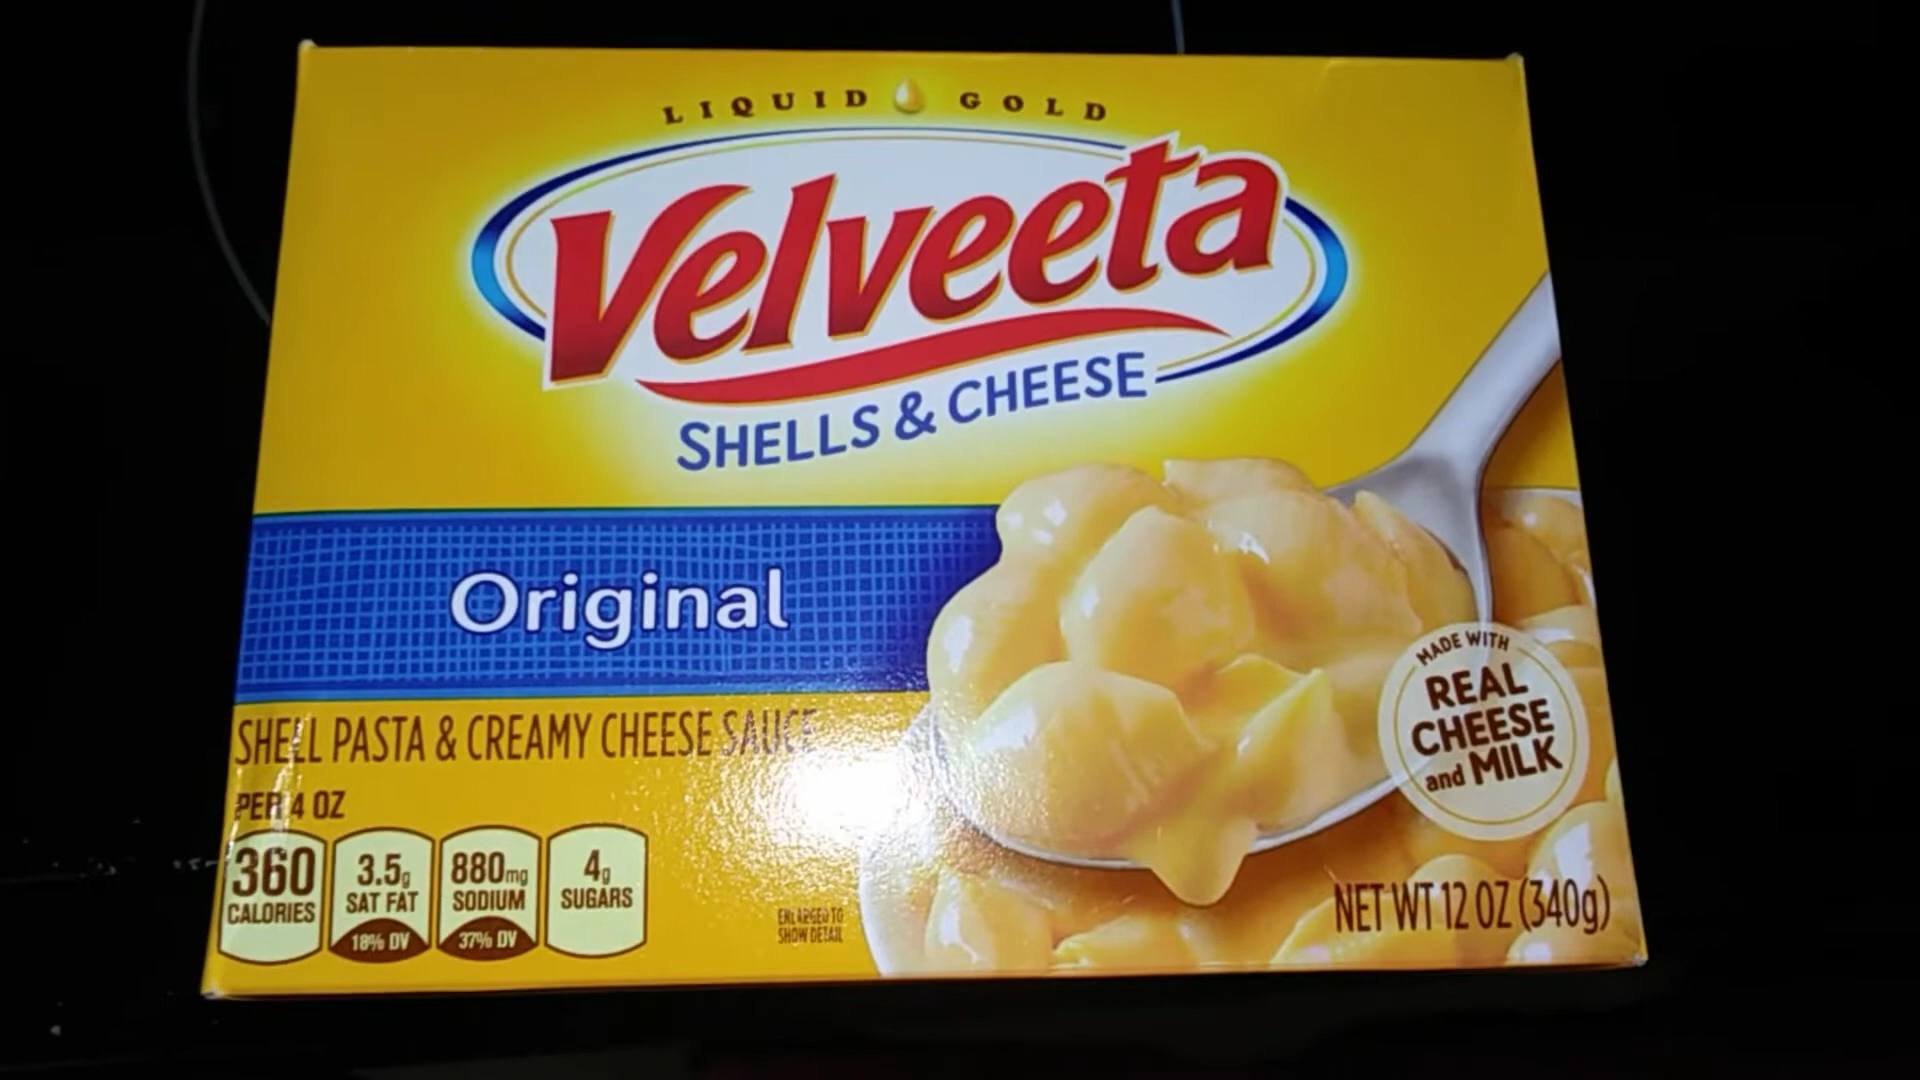 LIQUID GOLD
Velveeta
SHELLS & CHEESE
Original
SHELL PASTA & CREAMY CHEESE SAUCE
PER 4 OZ
360 CALORIES
3.5g SAT FAT 18% DV
880mg SODIUM 37% DV
4g SUGARS
ENLARGED TO
SHOW DETAIL
MADE WITH
REAL
CHEESE
and MILK
NET WT 12 OZ (340g)